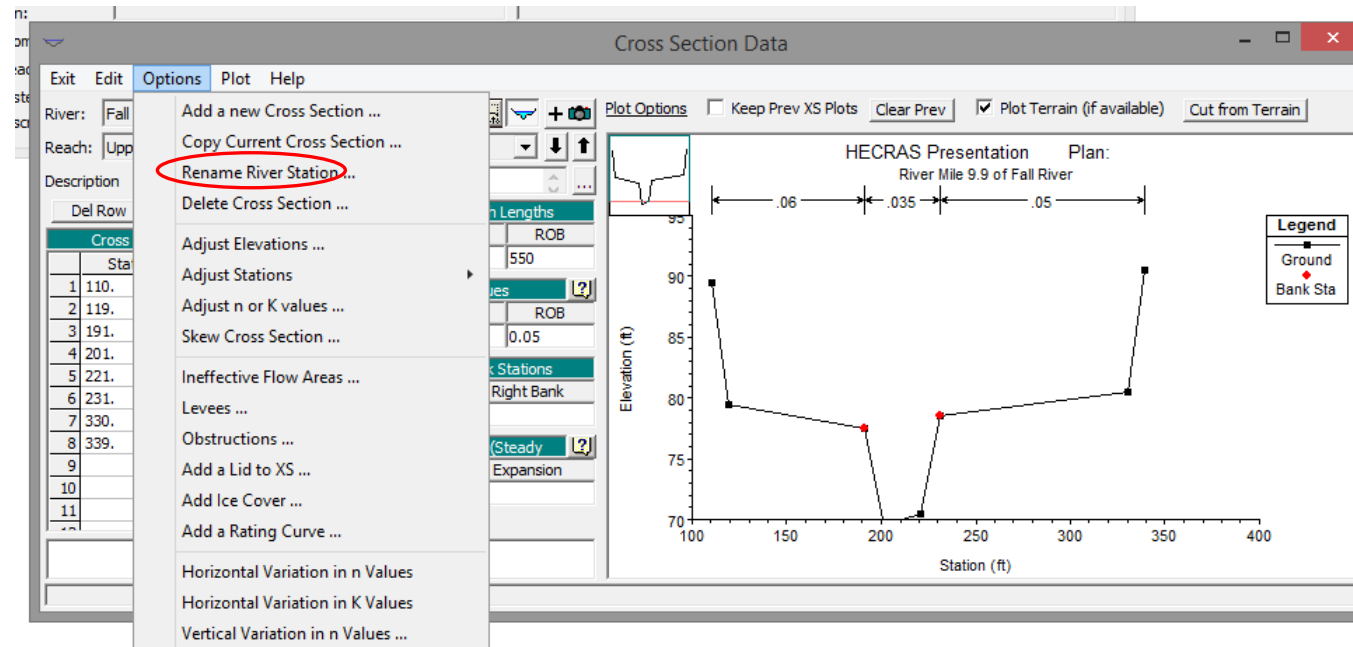 n:
Cross Section Data
Exit Edit Options Plot Help
River: Fall
Reach: Upp
Description
Del Row
Cross
Sta
1 110.
2 119.
3 191.
4 201.
5 221.
6 231.
7 330.
8 339.
9
10
11
Add a new Cross Section ...
Copy Current Cross Section ...
Rename River Station ...
Delete Cross Section ...
Adjust Elevations ...
Adjust Stations
Adjust n or K values ...
Skew Cross Section ...
Ineffective Flow Areas ...
Levees ...
Obstructions ...
Add a Lid to XS ...
Add Ice Cover ...
Add a Rating Curve ...
Horizontal Variation in n Values
Horizontal Variation in K Values
Vertical Variation in n Values ...
...
n Lengths
ROB
550
ues
ROB
0.05
k Stations
Right Bank
(Steady
Expansion
Plot Options Keep Prev XS Plots Clear Prev Plot Terrain (if available) Cut from Terrain
HECRAS Presentation Plan:
River Mile 9.9 of Fall River
.06 .035 .05
95
90
85
80
75
70
Elevation (ft)
100 150 200 250 300 350 400
Station (ft)
Legend
Ground
Bank Sta